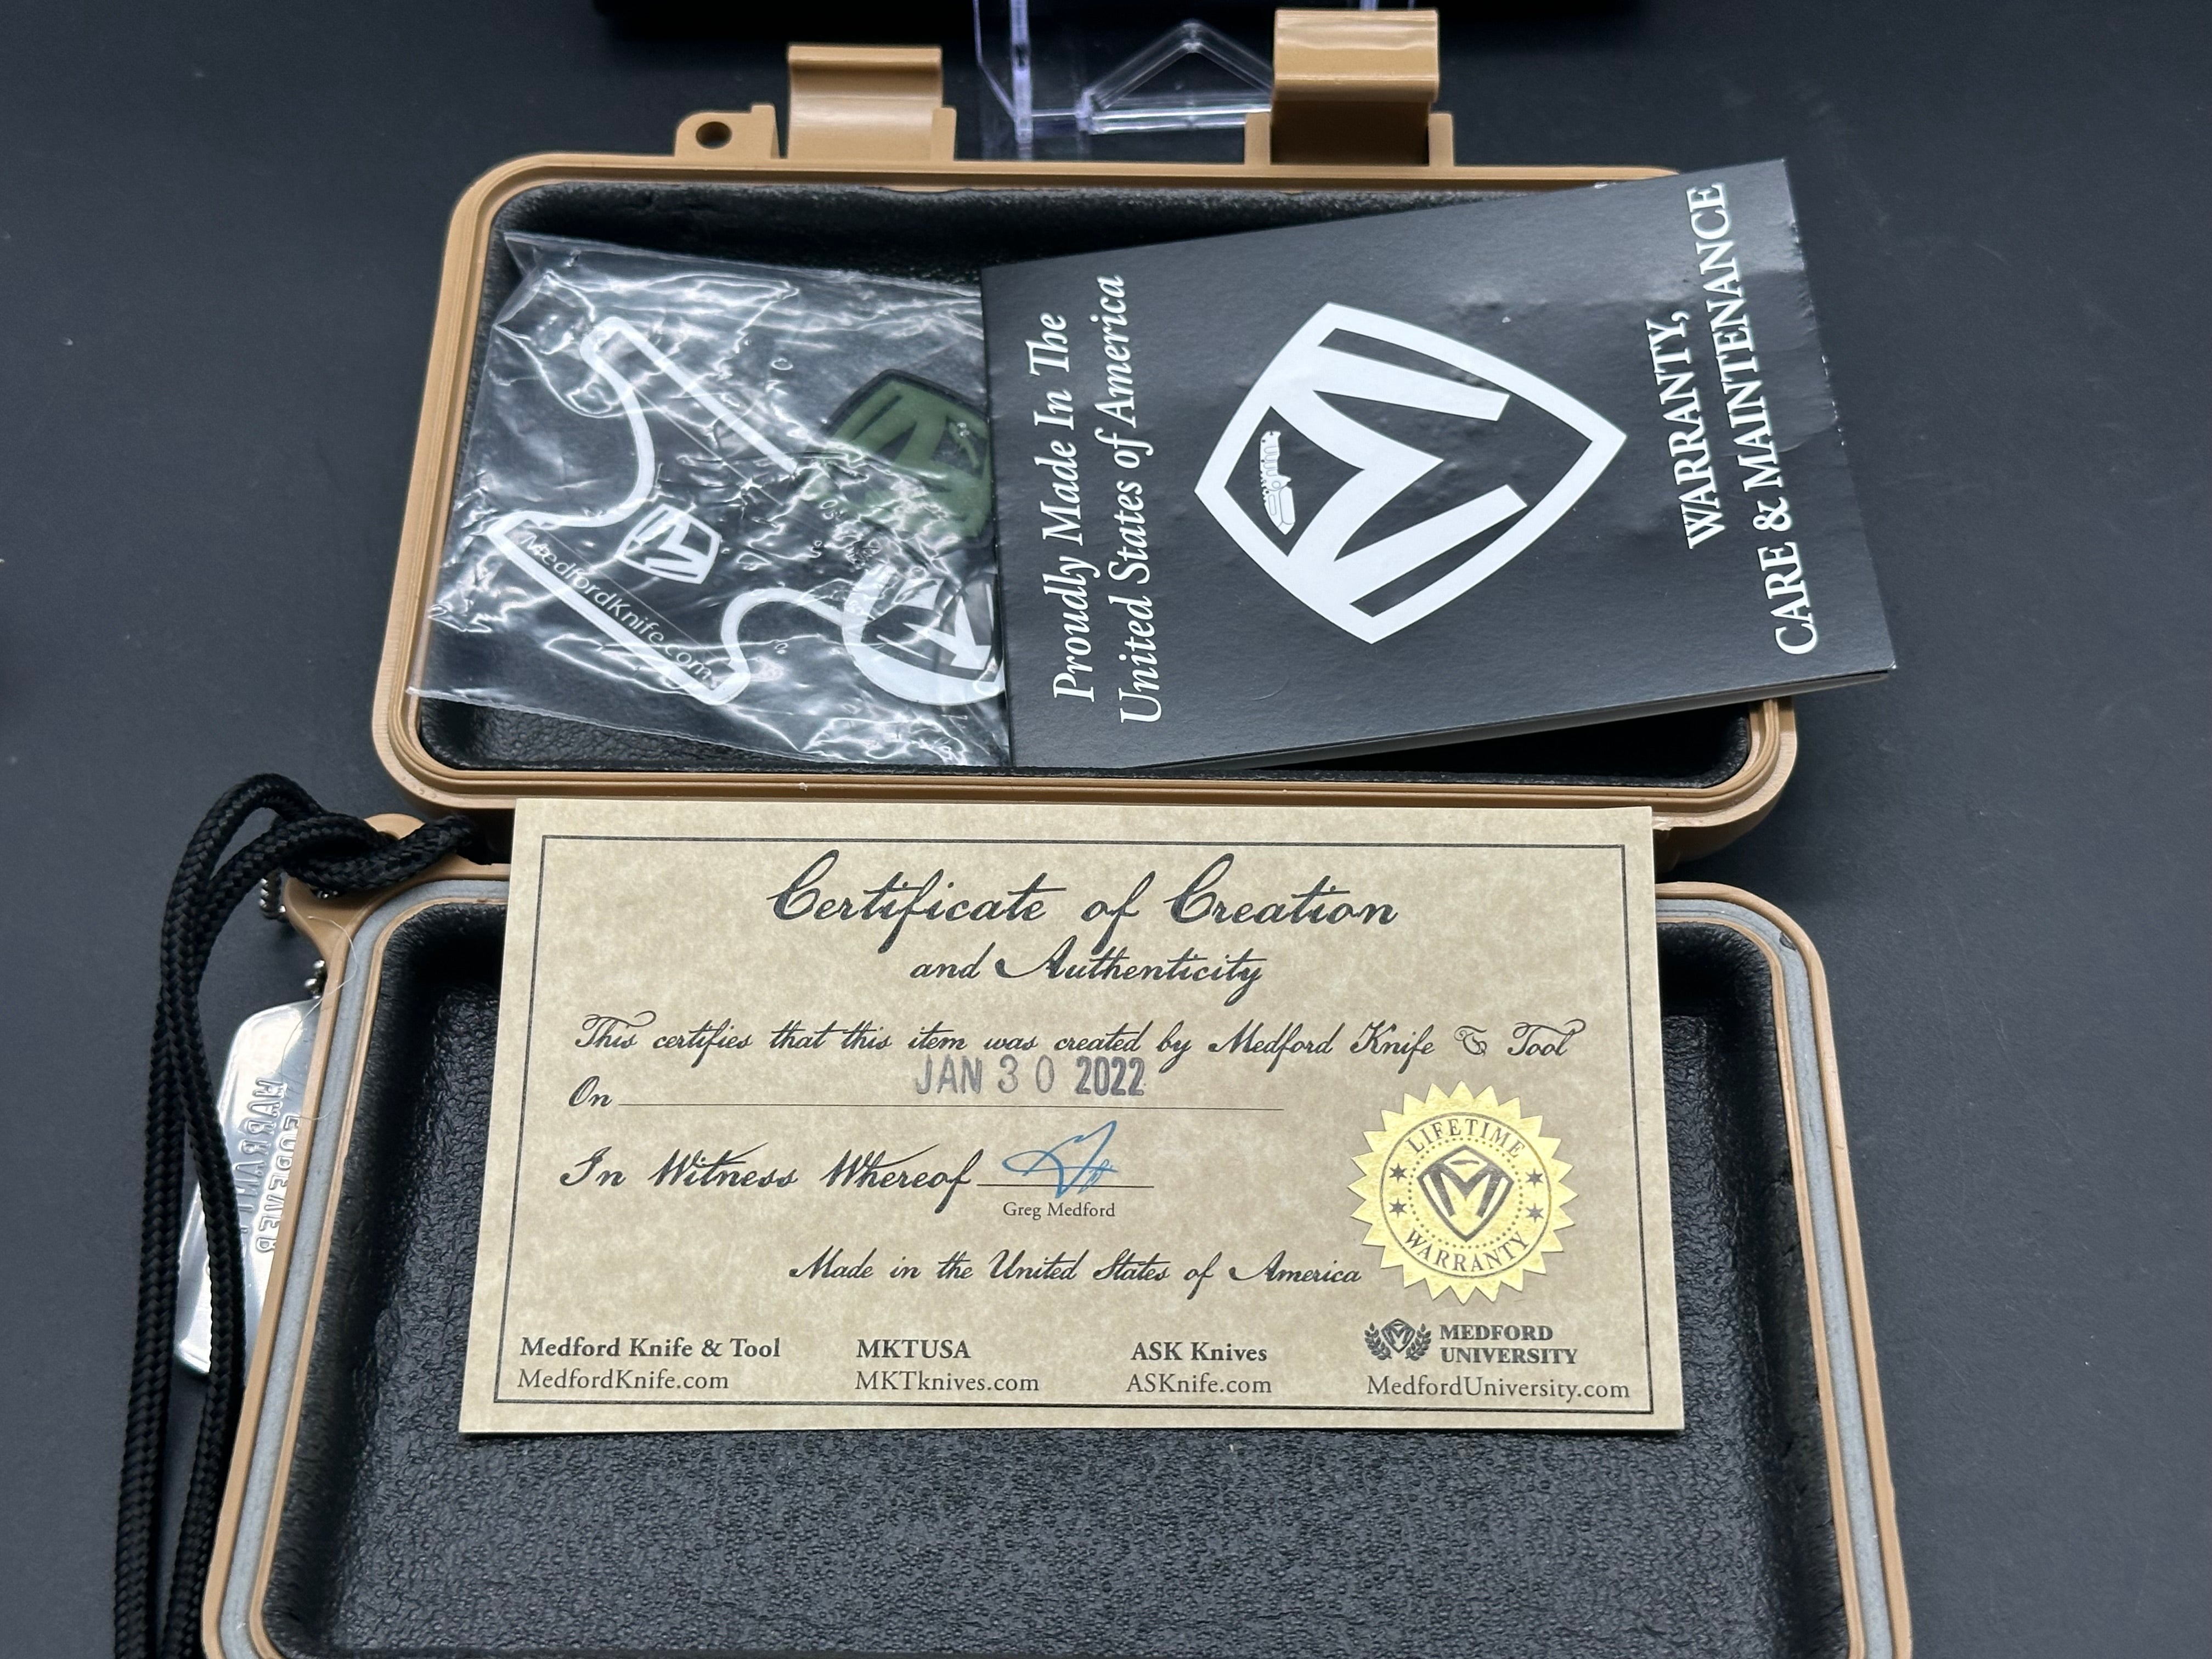 MedfordKnife.com
Proudly Made In The
United States of America
WARRANTY,
CARE & MAINTENANCE
Certificate of Creation
and Authenticity
This certifies that this item was created by Medford Knife & Tool
On JAN 30 2022
In Witness Whereof
Greg Medford
LIFETIME
WARRANTY
Made in the United States of America
Medford Knife & Tool
MedfordKnife.com
MKTUSA
MKTknives.com
ASK Knives
ASKnife.com
MEDFORD
UNIVERSITY
MedfordUniversity.com